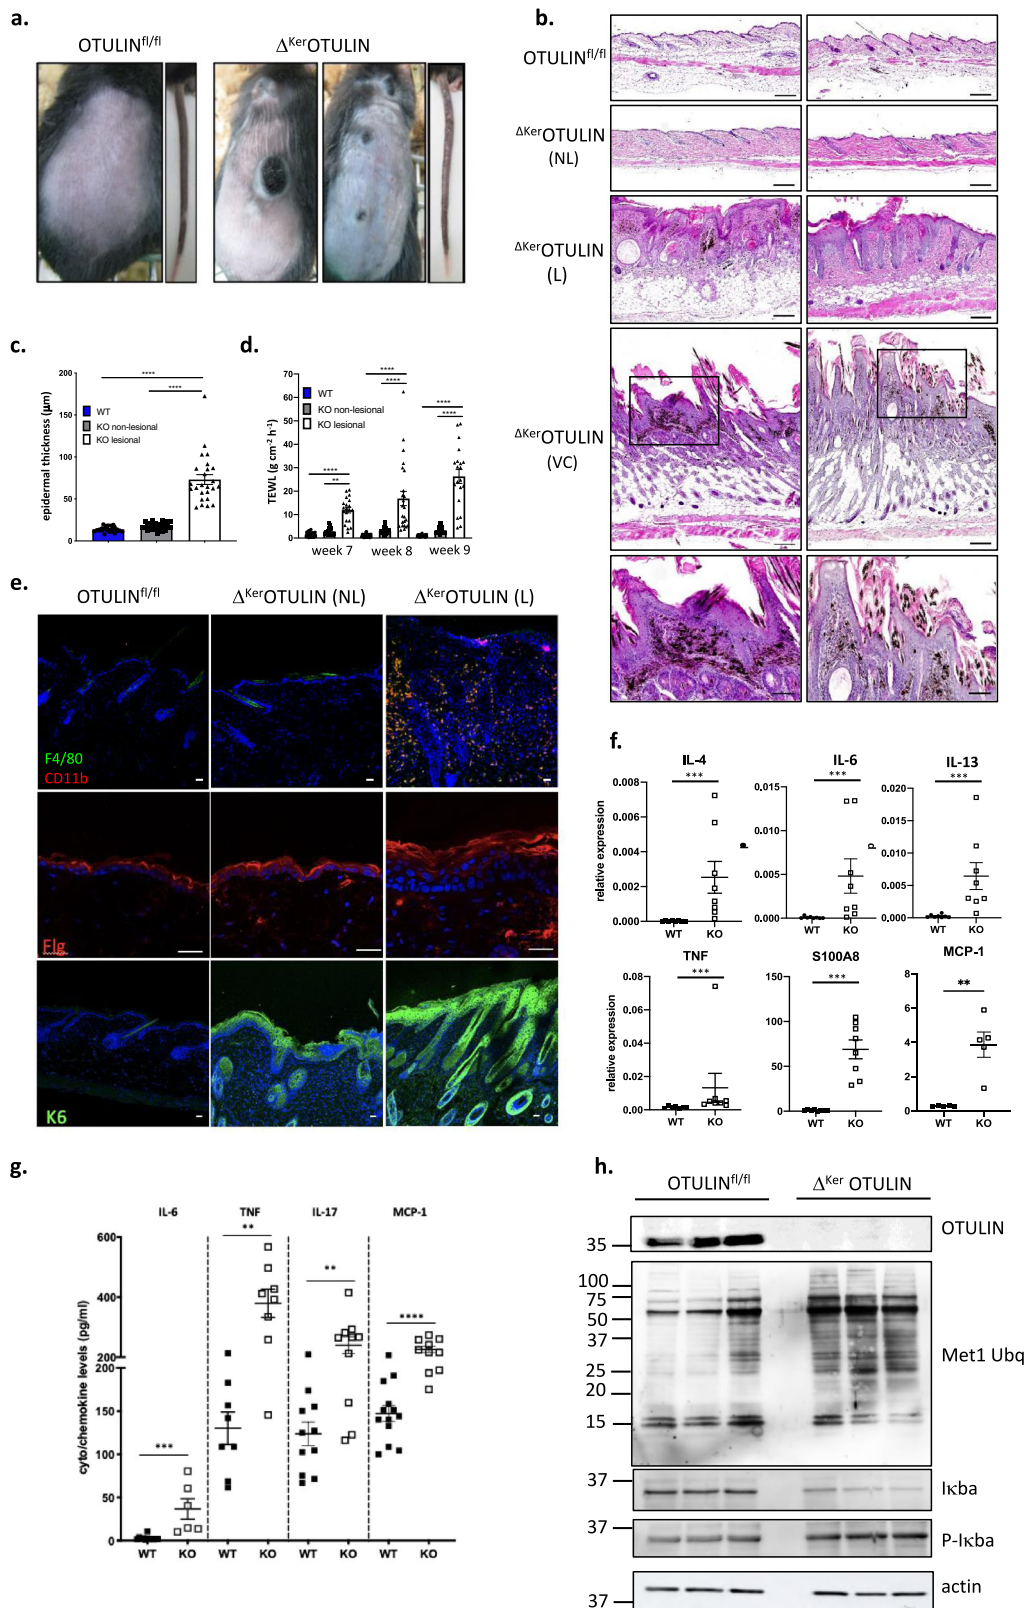 a.
OTULINfl/fl
ΔKerOTULIN
b.
OTULINfl/fl
ΔKerOTULIN
(NL)
ΔKerOTULIN
(L)
ΔKerOTULIN
(VC)
c.
****
****
epidermal thickness (µm)
200
150
100
50
0
WT
KO non-lesional
KO lesional
d.
TEWL (g cm-2 h-1)
70
60
50
40
30
20
10
0
WT
KO non-lesional
KO lesional
****
**
****
****
****
****
week 7
week 8
week 9
e.
OTULINfl/fl
ΔKerOTULIN (NL)
ΔKerOTULIN (L)
F4/80
CD11b
Flg
K6
f.
IL-4
***
relative expression
0.008
0.006
0.004
0.002
0.000
WT
KO
IL-6
***
0.015
0.010
0.005
0.000
WT
KO
IL-13
***
0.020
0.015
0.010
0.005
0.000
WT
KO
TNF
***
relative expression
0.08
0.06
0.04
0.02
0.00
WT
KO
S100A8
***
150
100
50
0
WT
KO
MCP-1
**
8
6
4
2
0
WT
KO
g.
IL-6
TNF
IL-17
MCP-1
cyto/chemokine levels (pg/ml)
600
400
200
150
100
50
0
***
**
**
****
WT
KO
WT
KO
WT
KO
WT
KO
h.
OTULINfl/fl
ΔKer OTULIN
35
OTULIN
100
75
50
37
25
20
15
Met1 Ubq
37
Iκba
37
P-Iκba
37
actin